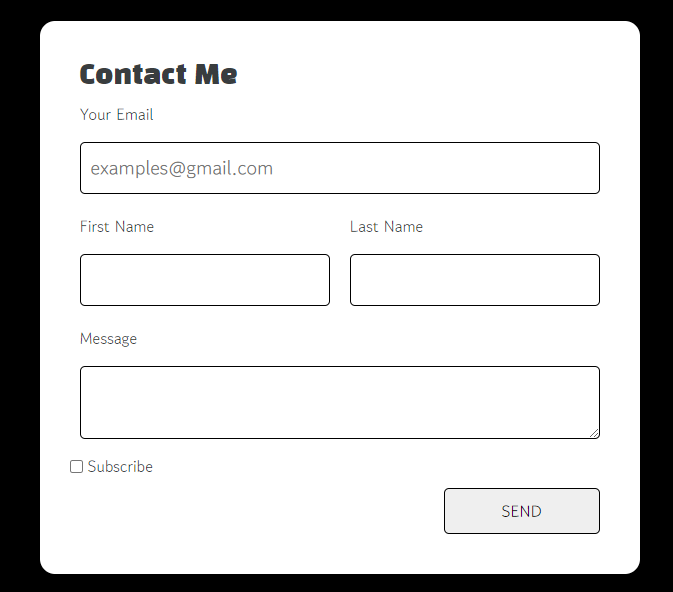 Contact Me
Your Email
examples@gmail.com
First Name Last Name
Message
Subscribe
SEND